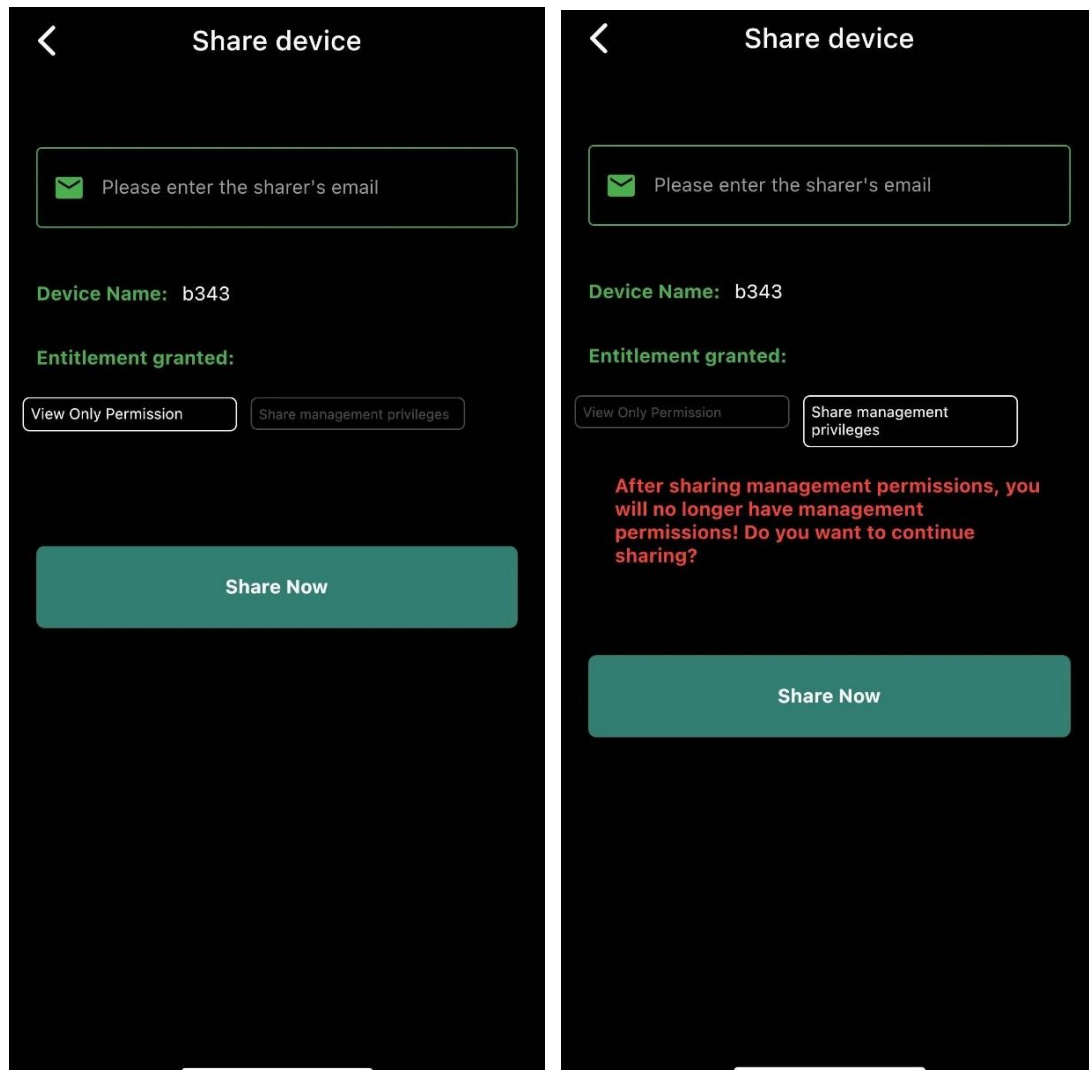 Share device
Please enter the sharer's email
Device Name: b343
Entitlement granted:
View Only Permission
Share management privileges
Share Now
Share device
Please enter the sharer's email
Device Name: b343
Entitlement granted:
View Only Permission
Share management
privileges
After sharing management permissions, you
will no longer have management
permissions! Do you want to continue
sharing?
Share Now